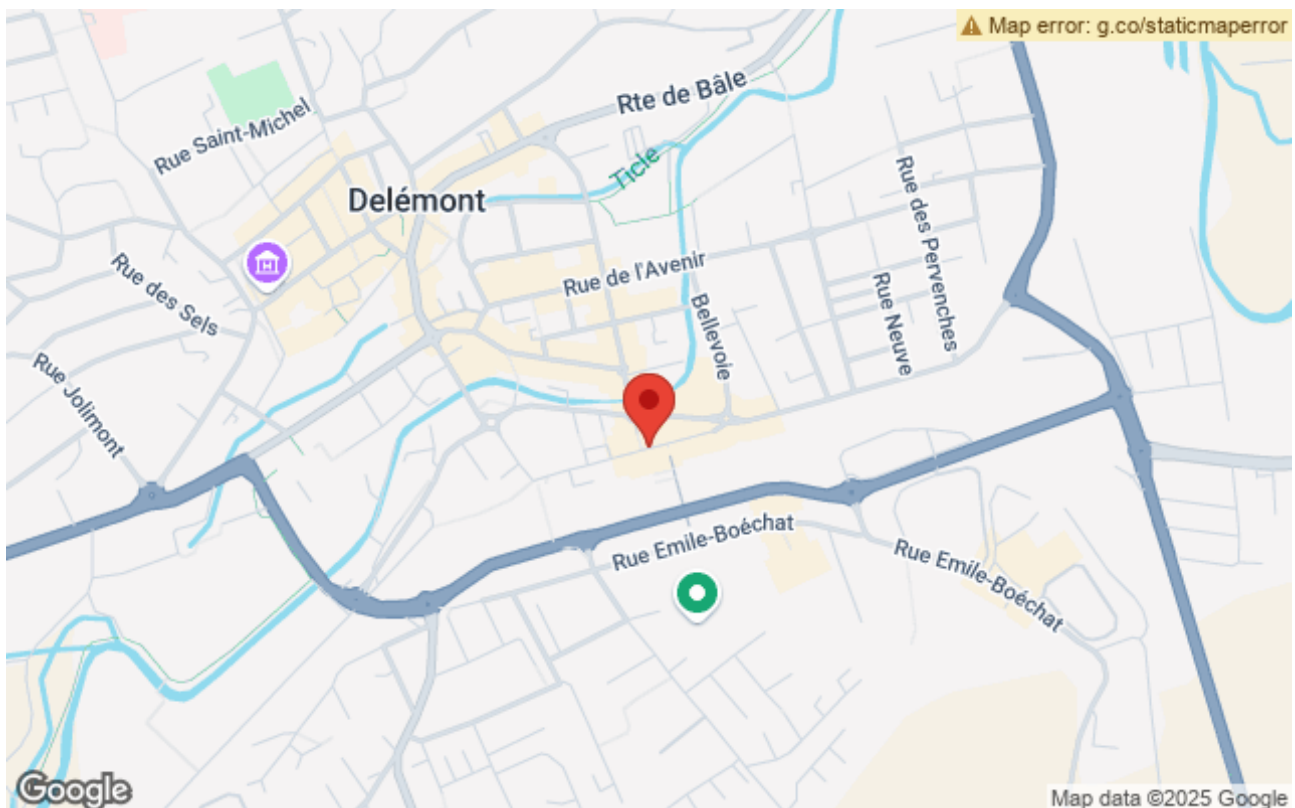 Map error: g.co/staticmaperror
Rte de Bâle
Rue Saint-Michel
Ticle
Delémont
Rue des Pervenches
Rue de l'Avenir
Rue des Sels
Bellevoie
Rue Neuve
Rue Jolimont
Rue Emile-Boéchat
Rue Emile-Boéchat
Google
Map data ©2025 Google